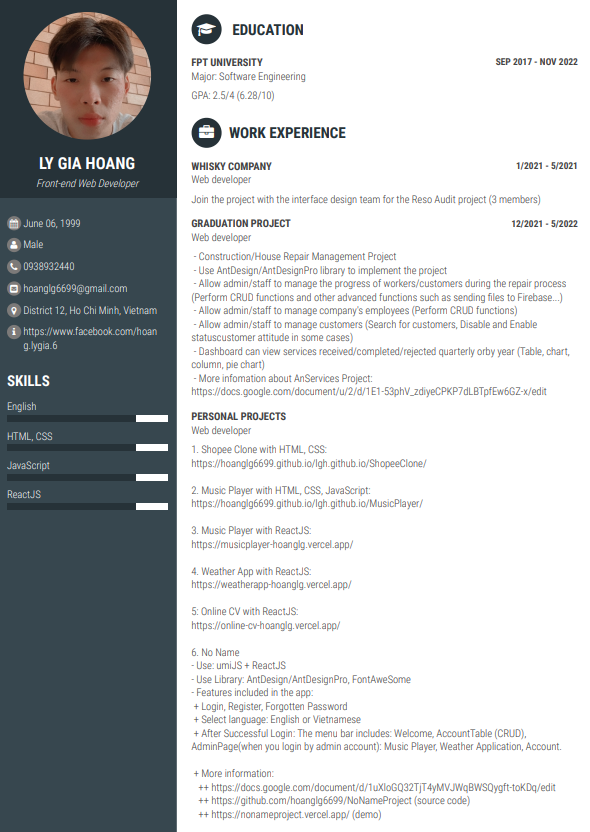 LY GIA HOANG
Front-end Web Developer
June 06, 1999
Male
0938932440
hoanglg6699@gmail.com
District 12, Ho Chi Minh, Vietnam
https://www.facebook.com/hoan
g.lygia.6
SKILLS
English
HTML, CSS
JavaScript
ReactJS
EDUCATION
FPT UNIVERSITY
SEP 2017 - NOV 2022
Major: Software Engineering
GPA: 2.5/4 (6.28/10)
WORK EXPERIENCE
WHISKY COMPANY
1/2021 - 5/2021
Web developer
Join the project with the interface design team for the Reso Audit project (3 members)
GRADUATION PROJECT
12/2021 - 5/2022
Web developer
- Construction/House Repair Management Project
- Use AntDesign/AntDesignPro library to implement the project
- Allow admin/staff to manage the progress of workers/customers during the repair process
(Perform CRUD functions and other advanced functions such as sending files to Firebase...)
- Allow admin/staff to manage company's employees (Perform CRUD functions)
- Allow admin/staff to manage customers (Search for customers, Disable and Enable
statuscustomer attitude in some cases)
- Dashboard can view services received/completed/rejected quarterly orby year (Table, chart,
column, pie chart)
- More infomation about AnServices Project:
https://docs.google.com/document/u/2/d/1E1-53phV_zdiyeCPKP7dLBTpfEw6GZ-x/edit
PERSONAL PROJECTS
Web developer
1. Shopee Clone with HTML, CSS:
https://hoanglg6699.github.io/lgh.github.io/ShopeeClone/
2. Music Player with HTML, CSS, JavaScript:
https://hoanglg6699.github.io/lgh.github.io/MusicPlayer/
3. Music Player with ReactJS:
https://musicplayer-hoanglg.vercel.app/
4. Weather App with ReactJS:
https://weatherapp-hoanglg.vercel.app/
5: Online CV with ReactJS:
https://online-cv-hoanglg.vercel.app/
6. No Name
- Use: umiJS + ReactJS
- Use Library: AntDesign/AntDesignPro, FontAweSome
- Features included in the app:
+ Login, Register, Forgotten Password
+ Select language: English or Vietnamese
+ After Successful Login: The menu bar includes: Welcome, AccountTable (CRUD),
AdminPage(when you login by admin account): Music Player, Weather Application, Account.
+ More information:
++ https://docs.google.com/document/d/1uXloGQ32TjT4yMVJWqBWSQygft-toKDq/edit
++ https://github.com/hoanglg6699/NoNameProject (source code)
++ https://nonameproject.vercel.app/ (demo)